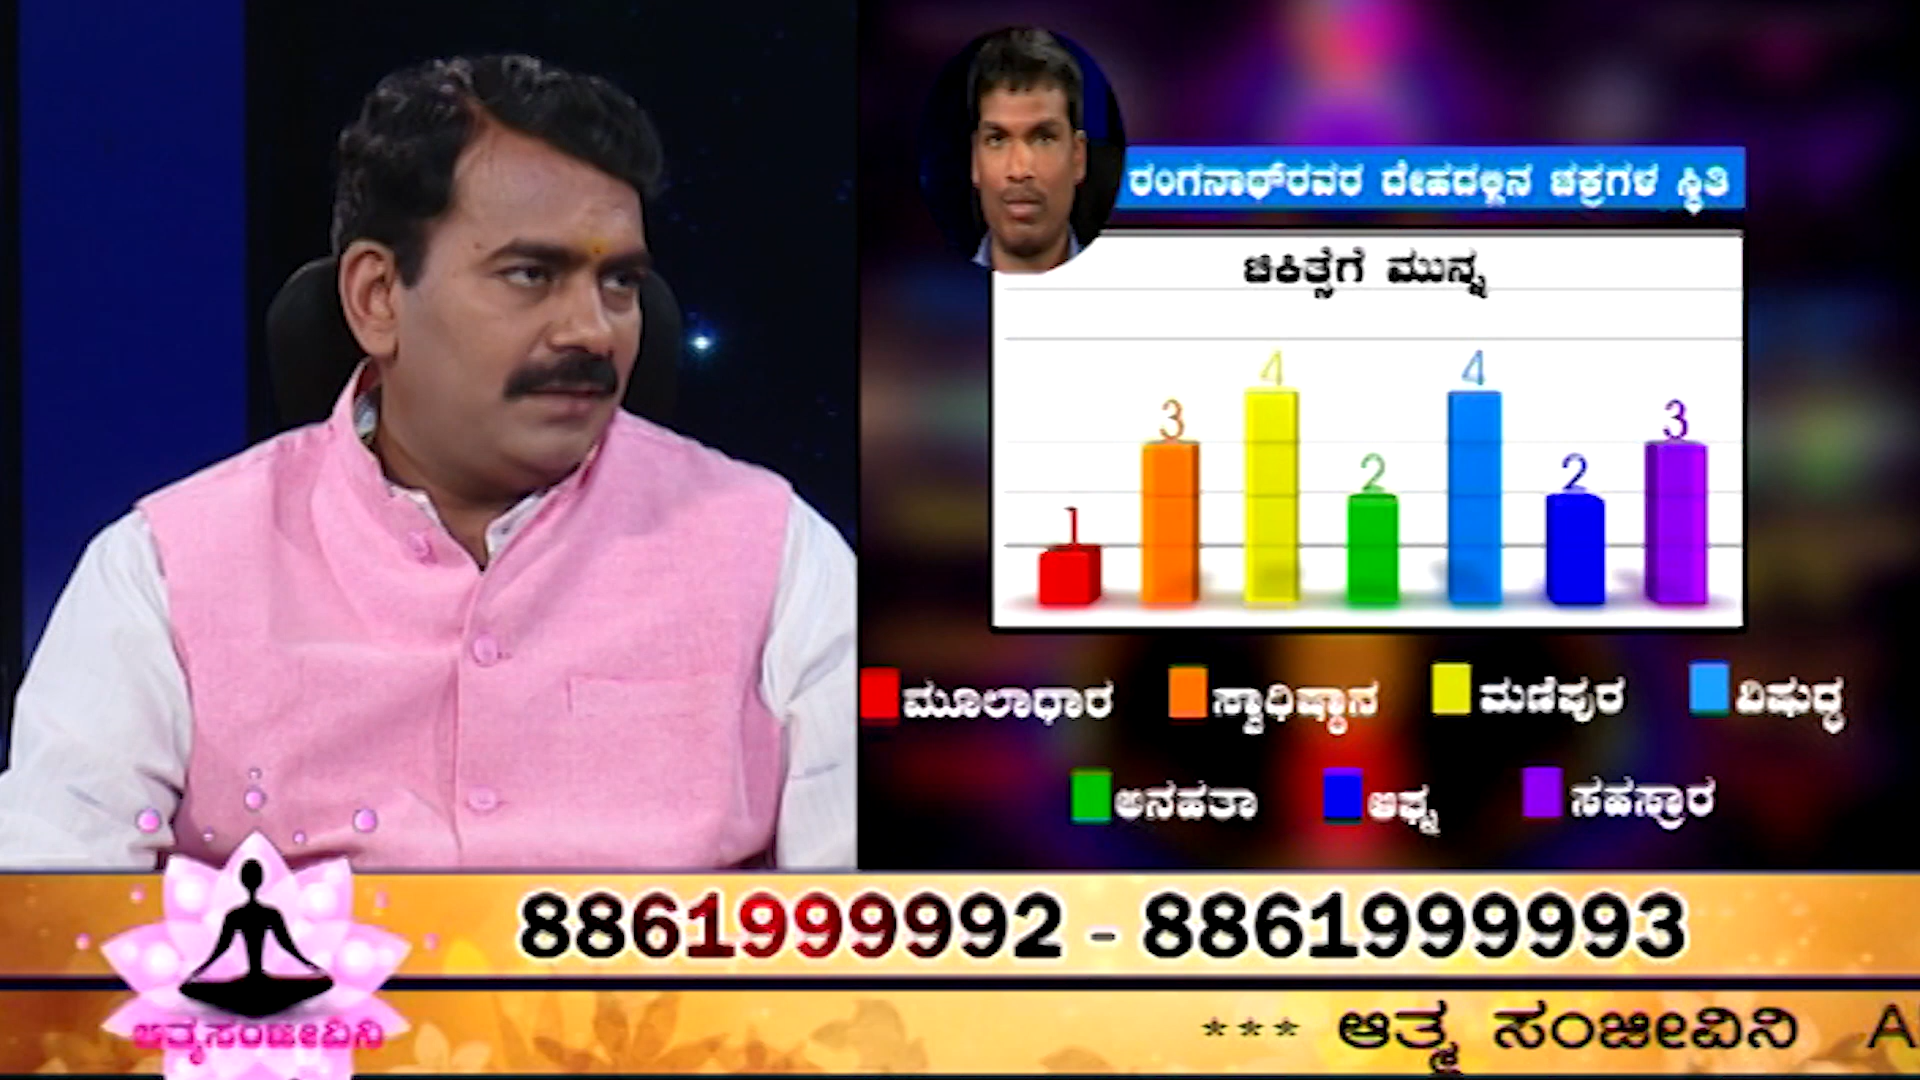 ರಂಗನಾಥ್‌ರವರ ದೇಹದಲ್ಲಿನ ಚಕ್ರಗಳ ಸ್ಥಿತಿ
ಚಿಕಿತ್ಸೆಗೆ ಮುನ್ನ
1 3 4 2 4 2 3
ಮೂಲಾಧಾರ ಸ್ವಾಧಿಷ್ಠಾನ ಮಣಿಪುರ ವಿಷುದ್ಧ
ಅನಹತಾ ಅಘ್ನ ಸಹಸ್ರಾರ
8861999992 - 8861999993
ಆತ್ಮಸಂಜೀವಿನಿ
*** ಆತ್ಮ ಸಂಜೀವಿನಿ A